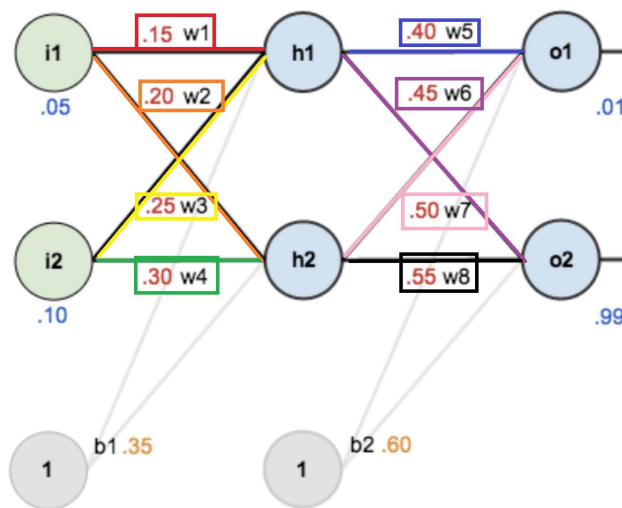 .15 w1
.40 w5
i1
h1
o1
.20 w2
.45 w6
.05
.01
.25 w3
.50 w7
i2
h2
o2
.30 w4
.55 w8
.10
.99
b1 .35
b2 .60
1
1